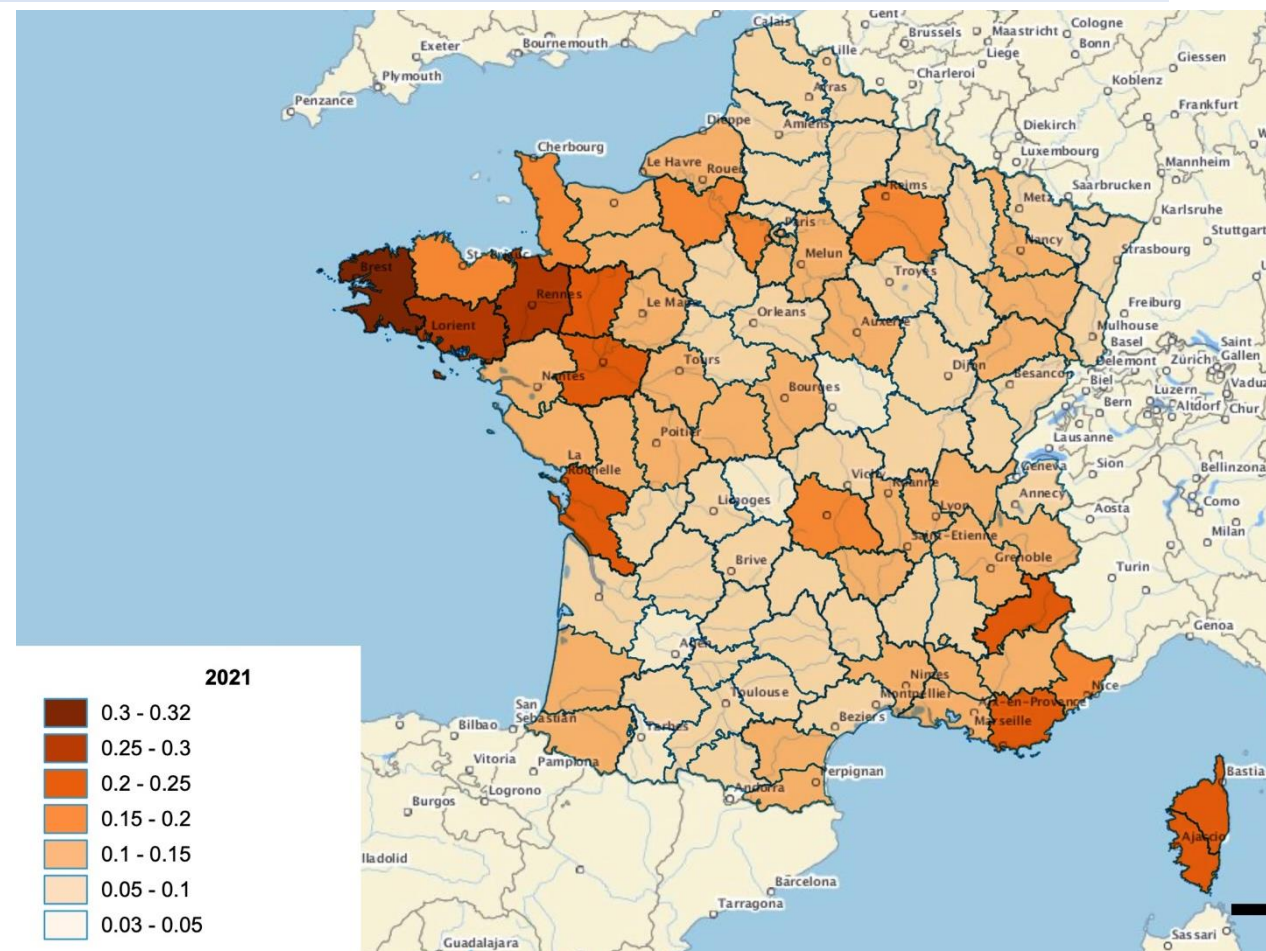 Calais
Gent
Brussels
Maastricht
Cologne
Bonn
Exeter
Bournemouth
Lille
Liege
Giessen
Plymouth
Charleroi
Koblenz
Penzance
Arras
Frankfurt
Dieppe
Amiens
Diekirch
Cherbourg
Luxembourg
Le Havre
Rouen
Mannheim
Reims
Metz
Saarbrucken
Karlsruhe
Paris
Stuttgart
Nancy
Strasbourg
Melun
Brest
Troyes
Rennes
Le Mans
Freiburg
Lorient
Orleans
Auxerre
Mulhouse
Basel
Saint
Gallen
Tours
Dijon
Delemont
Zürich
Nantes
Bourges
Besancon
Biel
Luzern
Vaduz
Bern
Altdorf
Chur
Poitier
Lausanne
La
Rochelle
Vichy
Roanne
Geneva
Sion
Bellinzona
Limoges
Annecy
Lyon
Aosta
Como
Milan
Saint-Etienne
Brive
Grenoble
Turin
Genoa
Agen
Nimes
Nice
Toulouse
Montpellier
Aix-en-Provence
San
Sebastian
Tarbes
Beziers
Marseille
Bilbao
Vitoria
Pamplona
Perpignan
Bastia
Logrono
Andorra
Burgos
Ajaccio
lladolid
Barcelona
Tarragona
Guadalajara
Sassari
2021
0.3 - 0.32
0.25 - 0.3
0.2 - 0.25
0.15 - 0.2
0.1 - 0.15
0.05 - 0.1
0.03 - 0.05